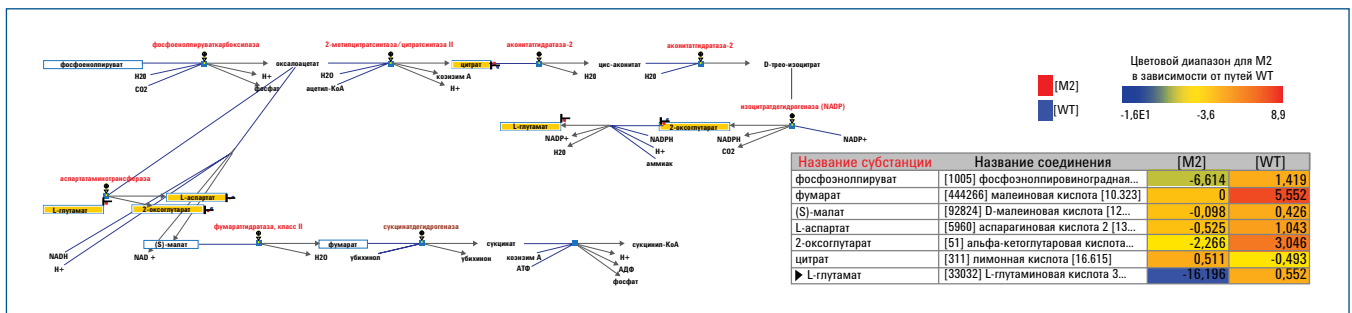 фосфоенолпируваткарбоксипаза
2-метилцитратсинтаза/цитратсинтаза II
аконитатгидратаза-2
аконитатгидратаза-2
фосфоенолпируват
оксалоацетат
цитрат
цис-аконитат
D-трео-изоцитрат
H20
CO2
H+
фосфат
H2O
ацетил-КоА
коэнзим А
H+
H20
H20
изоцитратдегидрогеназа (NADP)
L-глутамат
2-оксоглутарат
NADP+
H20
NADPH
H+
аммиак
NADPH
CO2
NADP+
аспартатаминотрансфераза
L-аспартат
L-глутамат
2-оксоглутарат
фумаратгидратаза, класс II
сукцинатдегидрогеназа
(S)-малат
фумарат
сукцинат
сукцинил-КоА
NADH
H+
NAD +
H2O
убихинол
убихинон
коэнзим А
АТФ
H+
АДФ
фосфат
[M2]
[WT]
Цветовой диапазон для M2
в зависимости от путей WT
-1,6E1 -3,6 8,9
Название субстанции Название соединения [M2] [WT]
фосфоэнолпируват [1005] фосфоэнолпировиноградная... -6,614 1,419
фумарат [444266] малеиновая кислота [10.323] 0 5,552
(S)-малат [92824] D-малеиновая кислота [12... -0,098 0,426
L-аспартат [5960] аспарагиновая кислота 2 [13... -0,525 1,043
2-оксоглутарат [51] альфа-кетоглутаровая кислота... -2,266 3,046
цитрат [311] лимонная кислота [16.615] 0,511 -0,493
▶ L-глутамат [33032] L-глутаминовая кислота 3... -16,196 0,552